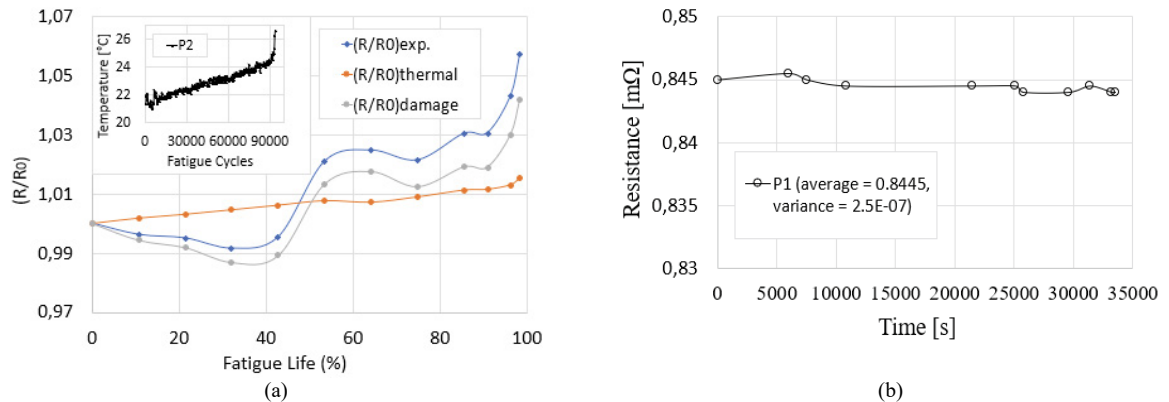 1,07
1,05
1,03
1,01
0,99
0,97
(R/R0)
0
20
40
60
80
100
Fatigue Life (%)
26
24
22
20
Temperature [°C]
P2
0
30000
60000
90000
Fatigue Cycles
(R/R0)exp.
(R/R0)thermal
(R/R0)damage
(a)
0,85
0,845
0,84
0,835
0,83
Resistance [mΩ]
P1 (average = 0.8445,
variance = 2.5E-07)
0
5000
10000
15000
20000
25000
30000
35000
Time [s]
(b)